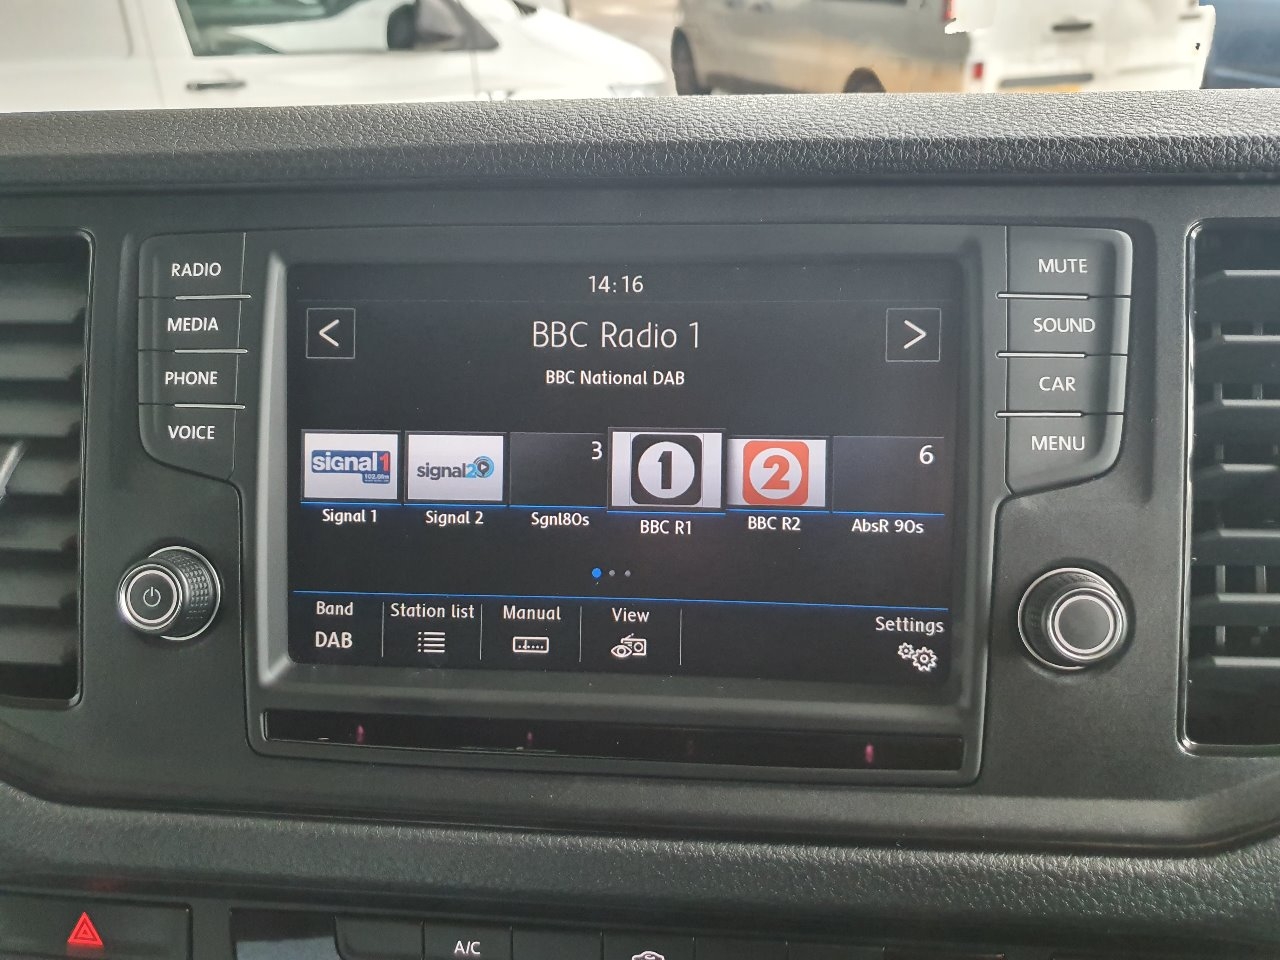 14:16
RADIO
MEDIA
PHONE
VOICE
<
BBC Radio 1
>
BBC National DAB
MUTE
SOUND
CAR
MENU
signal1
signal2
3
1
2
6
Signal 1
Signal 2
Sgnl80s
BBC R1
BBC R2
AbsR 90s
Band
DAB
Station list
Manual
View
Settings
A/C